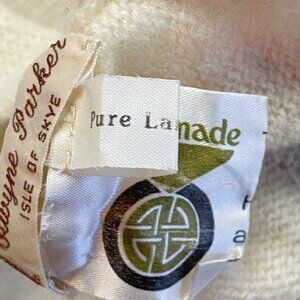 Parker
ISLE OF SKYE
Pure La
made